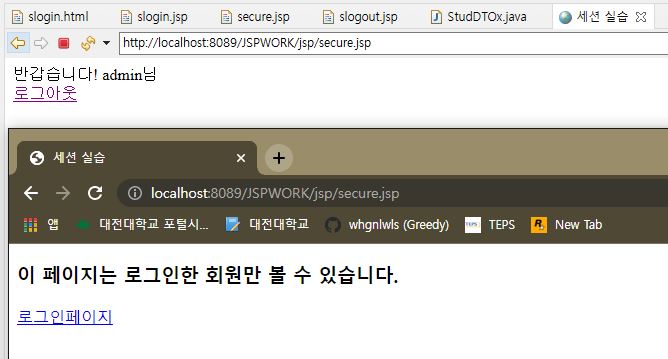 slogin.html slogin.jsp secure.jsp slogout.jsp StudDTOx.java 세션 실습
http://localhost:8089/JSPWORK/jsp/secure.jsp
반갑습니다! admin님
로그아웃
세션 실습
localhost:8089/JSPWORK/jsp/secure.jsp
앱 대전대학교 포털시... 대전대학교 whgnlwls (Greedy) TEPS New Tab
이 페이지는 로그인한 회원만 볼 수 있습니다.
로그인페이지